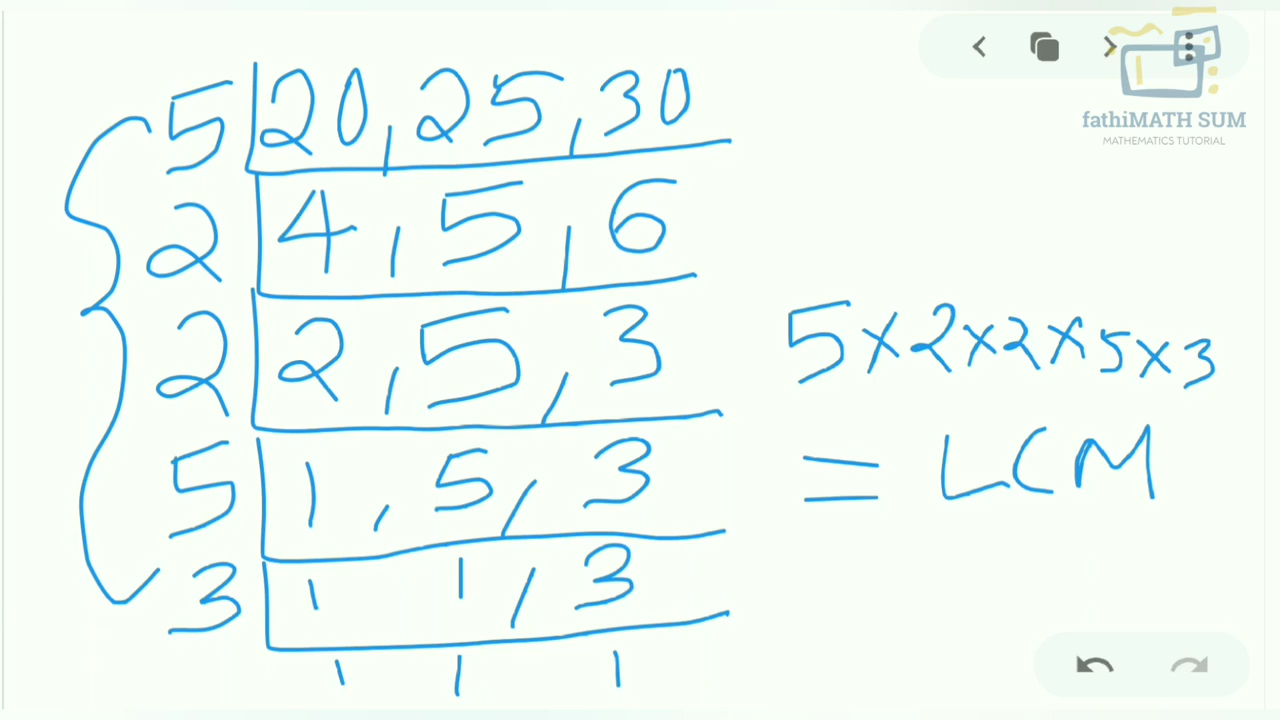 5 | 20, 25, 30
2 | 4, 5, 6
2 | 2, 5, 3
5 | 1, 5, 3
3 | 1 1, 3
1 1 1
5×2×2×5×3
= LCM
fathiMATH SUM
MATHEMATICS TUTORIAL